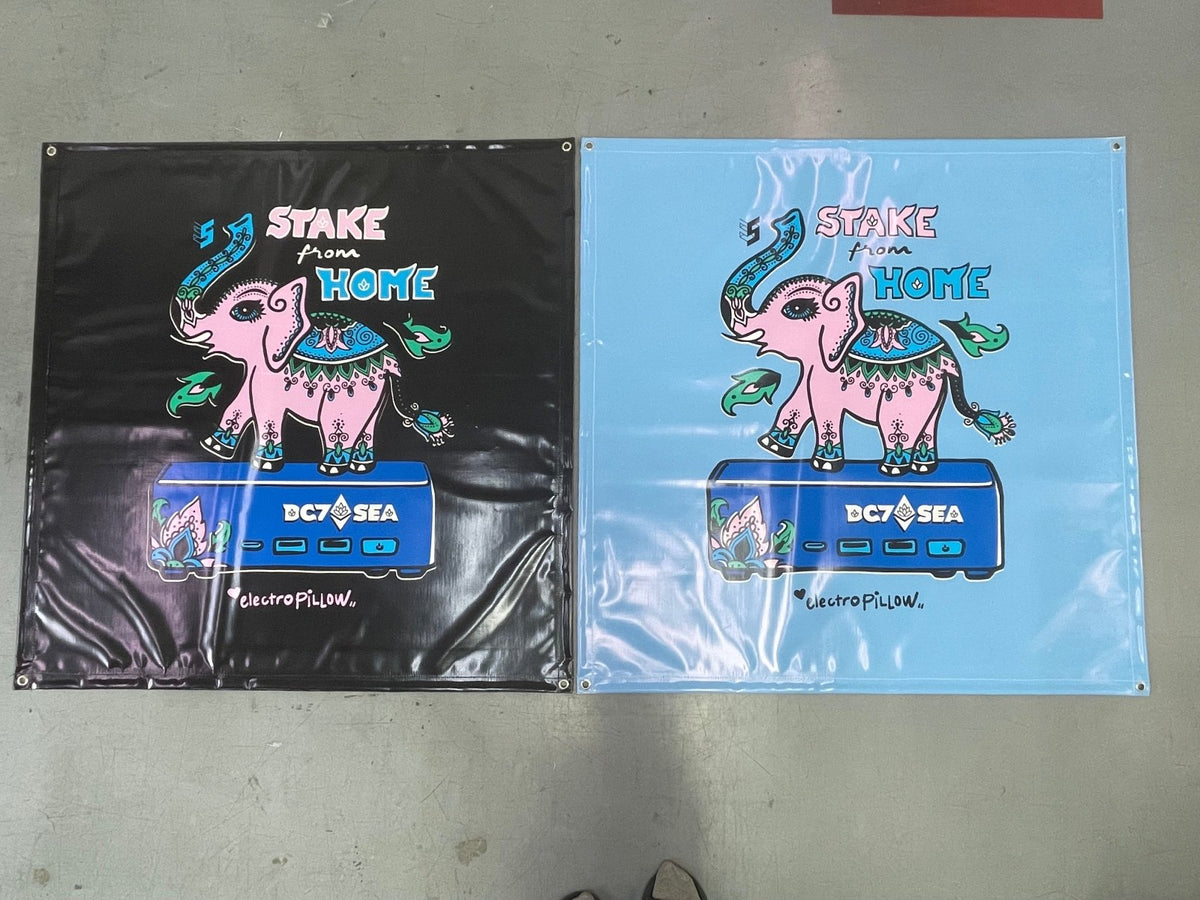 STAKE
from
HOME
DC7 SEA
electroPILLOW,,
STAKE
from
HOME
DC7 SEA
electroPILLOW,,